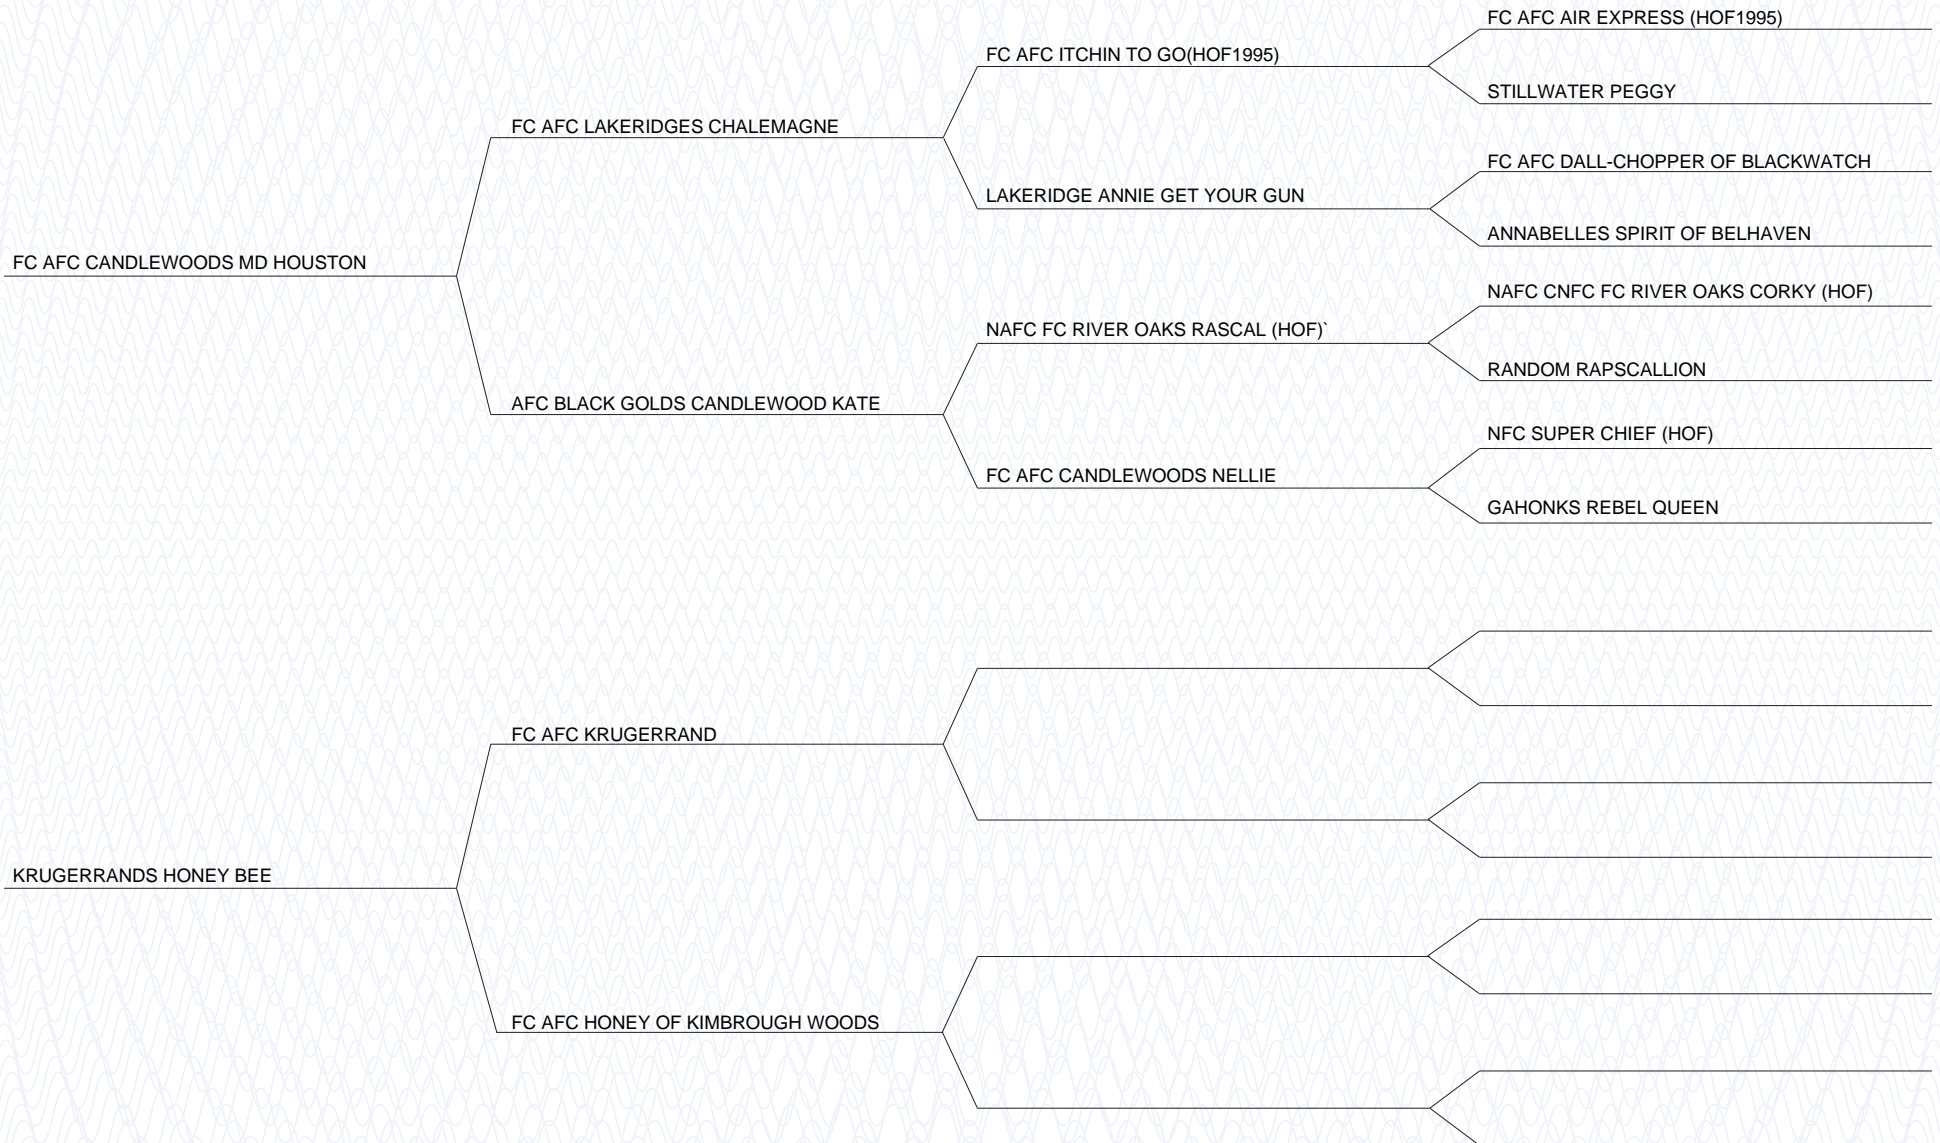 FC AFC AIR EXPRESS (HOF1995)
FC AFC ITCHIN TO GO(HOF1995)
STILLWATER PEGGY
FC AFC LAKERIDGES CHALEMAGNE
FC AFC DALL-CHOPPER OF BLACKWATCH
LAKERIDGE ANNIE GET YOUR GUN
ANNABELLES SPIRIT OF BELHAVEN
FC AFC CANDLEWOODS MD HOUSTON
NAFC CNFC FC RIVER OAKS CORKY (HOF)
NAFC FC RIVER OAKS RASCAL (HOF)`
RANDOM RAPSCALLION
AFC BLACK GOLDS CANDLEWOOD KATE
NFC SUPER CHIEF (HOF)
FC AFC CANDLEWOODS NELLIE
GAHONKS REBEL QUEEN
FC AFC KRUGERRAND
KRUGERRANDS HONEY BEE
FC AFC HONEY OF KIMBROUGH WOODS